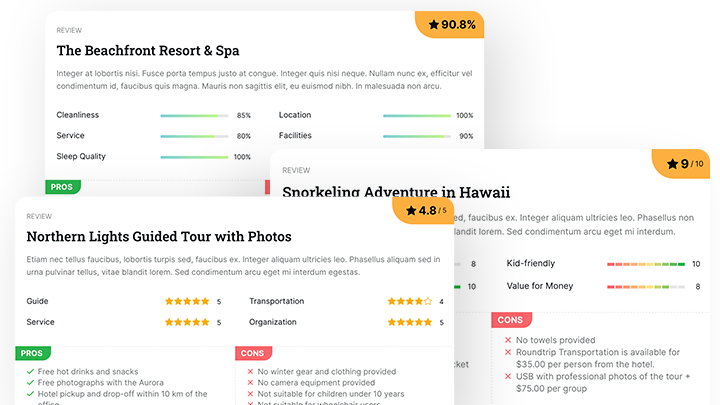 REVIEW
90.8%
The Beachfront Resort & Spa
Integer at lobortis nisi. Fusce porta tempus justo at congue. Integer quis nisi neque. Nullam nunc ex, efficitur vel
condimentum id, faucibus quis magna. Mauris non sagittis elit, eu euismod nibh. In malesuada non arcu.
Cleanliness 85%
Location 100%
Service 80%
Facilities 90%
Sleep Quality 100%
PROS
REVIEW
9 / 10
Snorkeling Adventure in Hawaii
sed, faucibus ex. Integer aliquam ultricies leo. Phasellus non
blandit lorem. Sed condimentum arcu eget mi interdum.
8
Kid-friendly 10
10
Value for Money 8
CONS
No towels provided
Roundtrip Transportation is available for
$35.00 per person from the hotel.
USB with professional photos of the tour +
$75.00 per group
REVIEW
4.8 / 5
Northern Lights Guided Tour with Photos
Etiam nec tellus faucibus, lobortis turpis sed, faucibus ex. Integer aliquam ultricies leo. Phasellus aliquam sed in
urna pulvinar tellus, vitae blandit lorem. Sed condimentum arcu eget mi interdum egestas.
Guide 5
Transportation 4
Service 5
Organization 5
PROS
Free hot drinks and snacks
Free photographs with the Aurora
Hotel pickup and drop-off within 10 km of the
office
CONS
No winter gear and clothing provided
No camera equipment provided
Not suitable for children under 10 years
Not suitable for wheelchair users